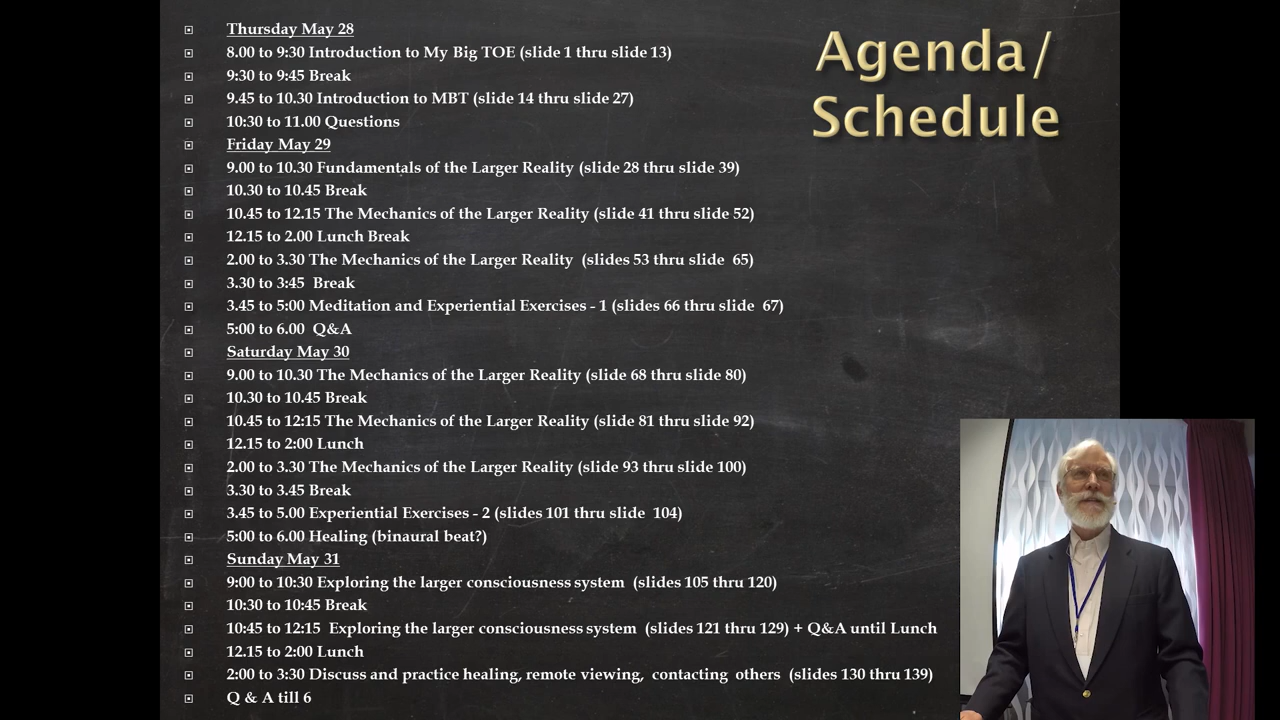 Agenda/
Schedule
Thursday May 28
8.00 to 9:30 Introduction to My Big TOE (slide 1 thru slide 13)
9:30 to 9:45 Break
9.45 to 10.30 Introduction to MBT (slide 14 thru slide 27)
10:30 to 11.00 Questions
Friday May 29
9.00 to 10.30 Fundamentals of the Larger Reality (slide 28 thru slide 39)
10.30 to 10.45 Break
10.45 to 12.15 The Mechanics of the Larger Reality (slide 41 thru slide 52)
12.15 to 2.00 Lunch Break
2.00 to 3.30 The Mechanics of the Larger Reality (slides 53 thru slide 65)
3.30 to 3:45 Break
3.45 to 5:00 Meditation and Experiential Exercises - 1 (slides 66 thru slide 67)
5:00 to 6.00 Q&A
Saturday May 30
9.00 to 10.30 The Mechanics of the Larger Reality (slide 68 thru slide 80)
10.30 to 10.45 Break
10.45 to 12:15 The Mechanics of the Larger Reality (slide 81 thru slide 92)
12.15 to 2:00 Lunch
2.00 to 3.30 The Mechanics of the Larger Reality (slide 93 thru slide 100)
3.30 to 3.45 Break
3.45 to 5.00 Experiential Exercises - 2 (slides 101 thru slide 104)
5:00 to 6.00 Healing (binaural beat?)
Sunday May 31
9:00 to 10:30 Exploring the larger consciousness system (slides 105 thru 120)
10:30 to 10:45 Break
10:45 to 12:15 Exploring the larger consciousness system (slides 121 thru 129) + Q&A until Lunch
12.15 to 2:00 Lunch
2:00 to 3:30 Discuss and practice healing, remote viewing, contacting others (slides 130 thru 139)
Q & A till 6